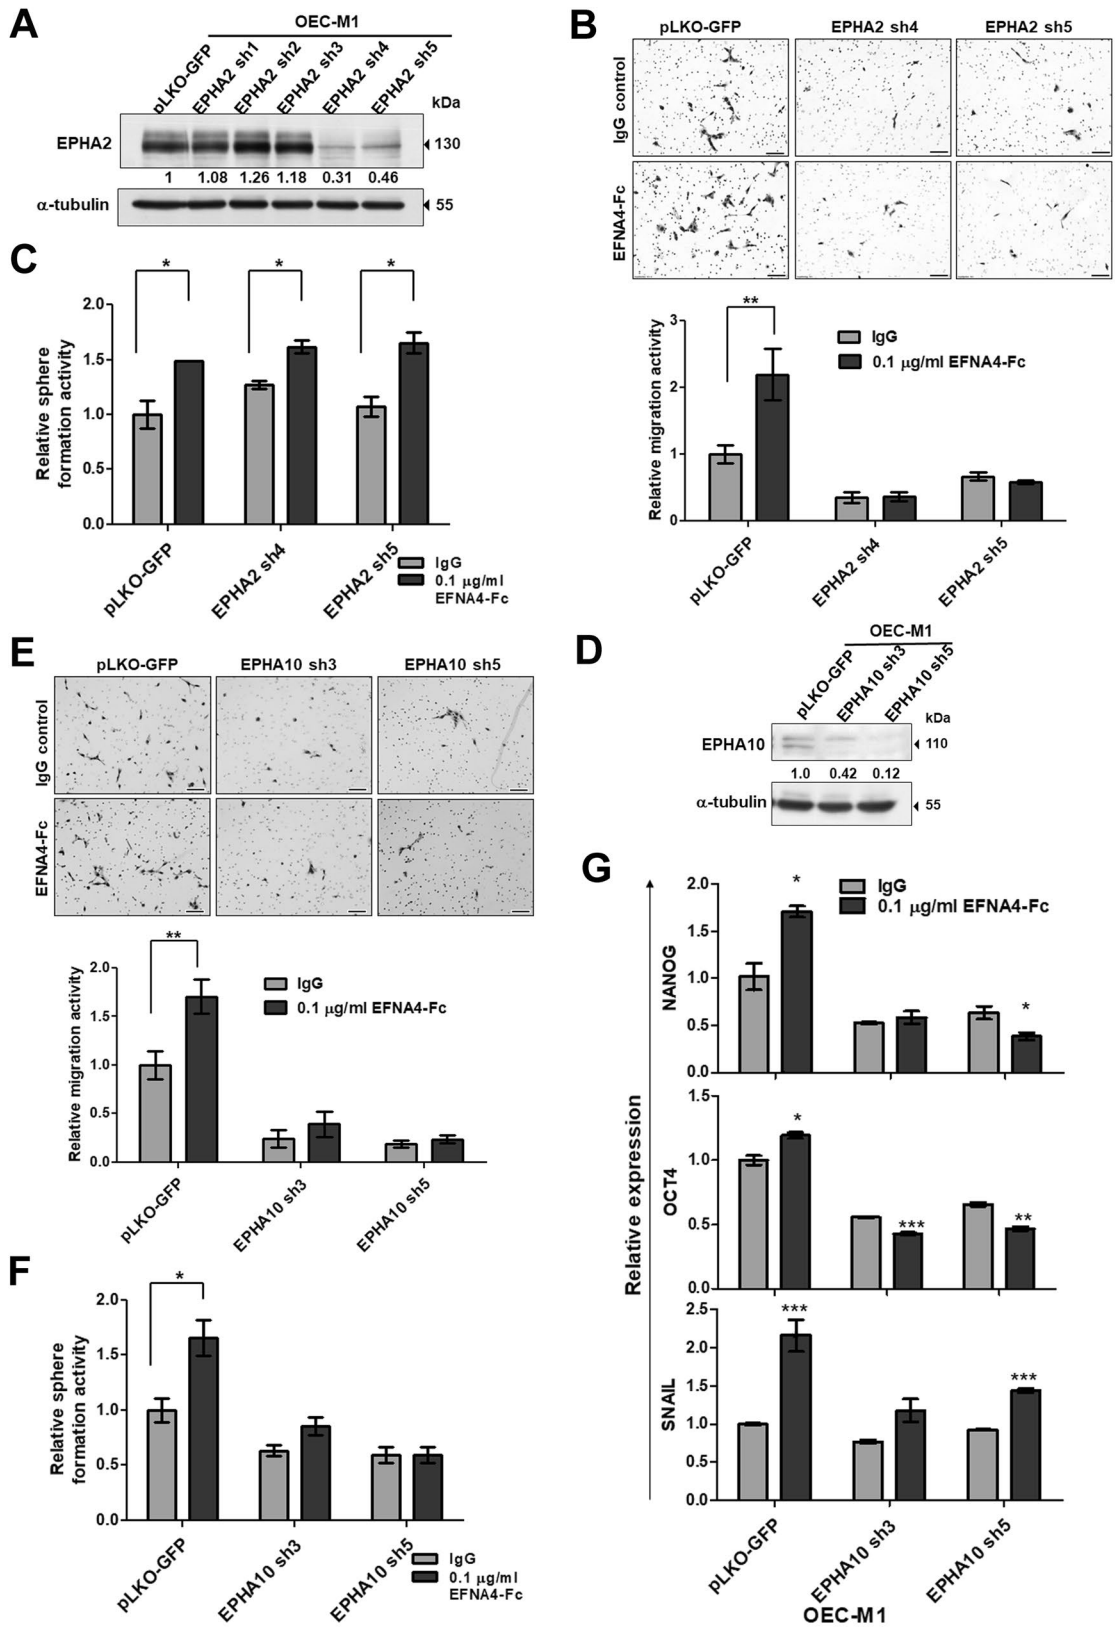 A
OEC-M1
pLKO-GFP
EPHA2 sh1
EPHA2 sh2
EPHA2 sh3
EPHA2 sh4
EPHA2 sh5
kDa
EPHA2
130
1 1.08 1.26 1.18 0.31 0.46
α-tubulin
55
B
pLKO-GFP EPHA2 sh4 EPHA2 sh5
IgG control
EFNA4-Fc
**
Relative migration activity
3
2
1
0
IgG
0.1 µg/ml EFNA4-Fc
pLKO-GFP
EPHA2 sh4
EPHA2 sh5
C
* * *
Relative sphere
formation activity
2.0
1.5
1.0
0.5
0.0
pLKO-GFP
EPHA2 sh4
EPHA2 sh5
IgG
0.1 µg/ml
EFNA4-Fc
E
pLKO-GFP EPHA10 sh3 EPHA10 sh5
IgG control
EFNA4-Fc
**
Relative migration activity
2.0
1.5
1.0
0.5
0.0
IgG
0.1 µg/ml EFNA4-Fc
pLKO-GFP
EPHA10 sh3
EPHA10 sh5
D
OEC-M1
pLKO-GFP
EPHA10 sh3
EPHA10 sh5
kDa
EPHA10
110
1.0 0.42 0.12
α-tubulin
55
F
*
Relative sphere
formation activity
2.0
1.5
1.0
0.5
0.0
pLKO-GFP
EPHA10 sh3
EPHA10 sh5
IgG
0.1 µg/ml
EFNA4-Fc
G
IgG
0.1 µg/ml EFNA4-Fc
Relative expression
NANOG
2.0
1.5
1.0
0.5
0.0
*
*
OCT4
1.5
1.0
0.5
0.0
*
***
**
SNAIL
2.5
2.0
1.5
1.0
0.5
0.0
***
***
pLKO-GFP
EPHA10 sh3
EPHA10 sh5
OEC-M1